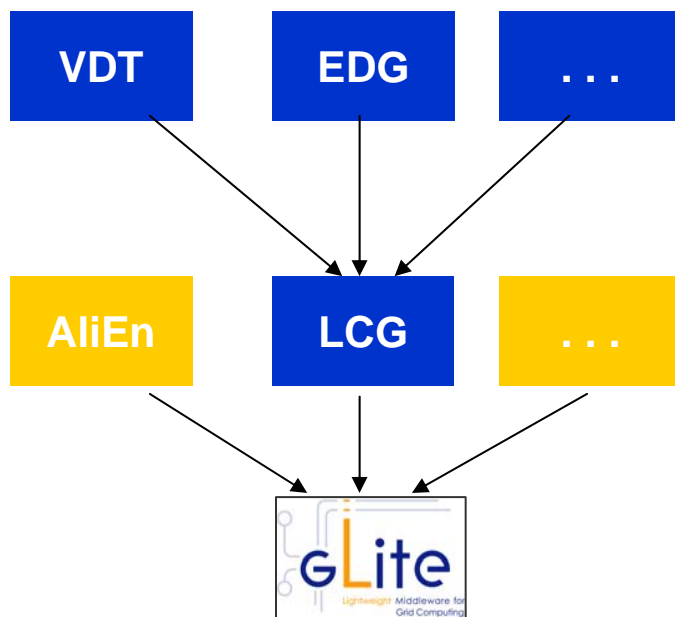 VDT
EDG
. . .
AliEn
LCG
. . .
gLite
Lightweight Middleware for
Grid Computing